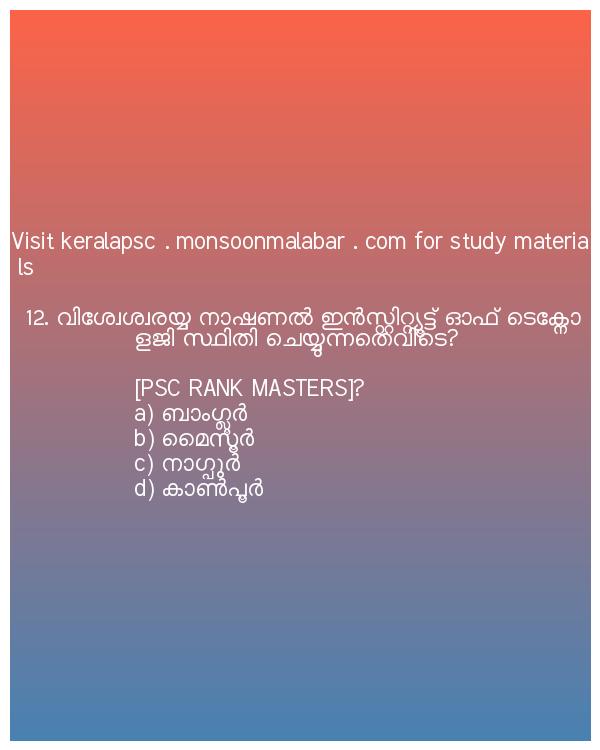 Visit keralapsc . monsoonmalabar . com for study materia
ls
12. വിശ്വേശ്വരയ്യ നാഷണൽ ഇൻസ്റ്റിറ്റ്യൂട്ട് ഓഫ് ടെക്നോ
ളജി സ്ഥിതി ചെയ്യുന്നതെവിടെ?
[PSC RANK MASTERS]?
a) ബാംഗ്ലൂർ
b) മൈസൂർ
c) നാഗ്പുർ
d) കാൺപൂർ